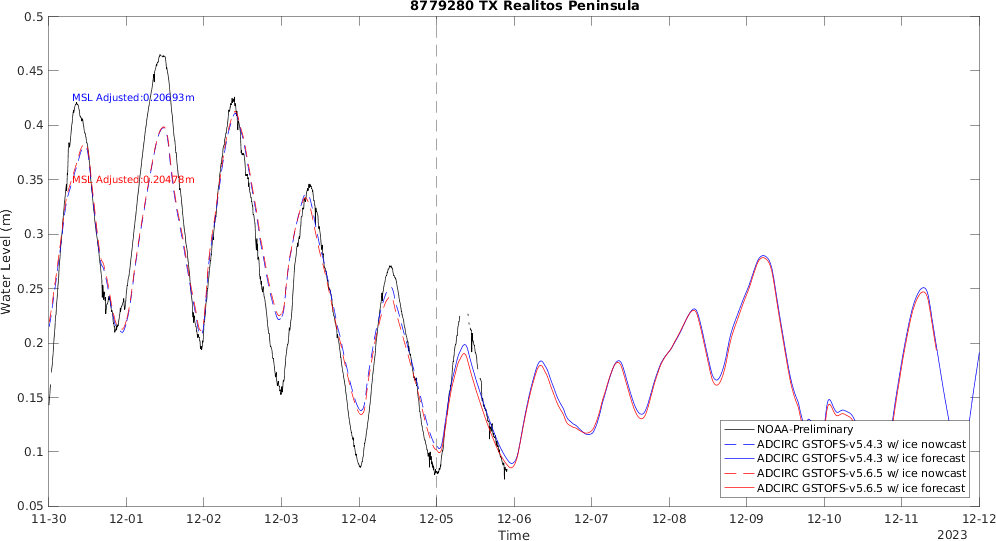 8779280 TX Realitos Peninsula
0.5
0.45
0.4
0.35
0.3
0.25
0.2
0.15
0.1
0.05
Water Level (m)
MSL Adjusted:0.20693m
MSL Adjusted:0.20478m
NOAA-Preliminary
ADCIRC GSTOFS-v5.4.3 w/ ice nowcast
ADCIRC GSTOFS-v5.4.3 w/ ice forecast
ADCIRC GSTOFS-v5.6.5 w/ ice nowcast
ADCIRC GSTOFS-v5.6.5 w/ ice forecast
11-30 12-01 12-02 12-03 12-04 12-05 12-06 12-07 12-08 12-09 12-10 12-11 12-12
Time
2023